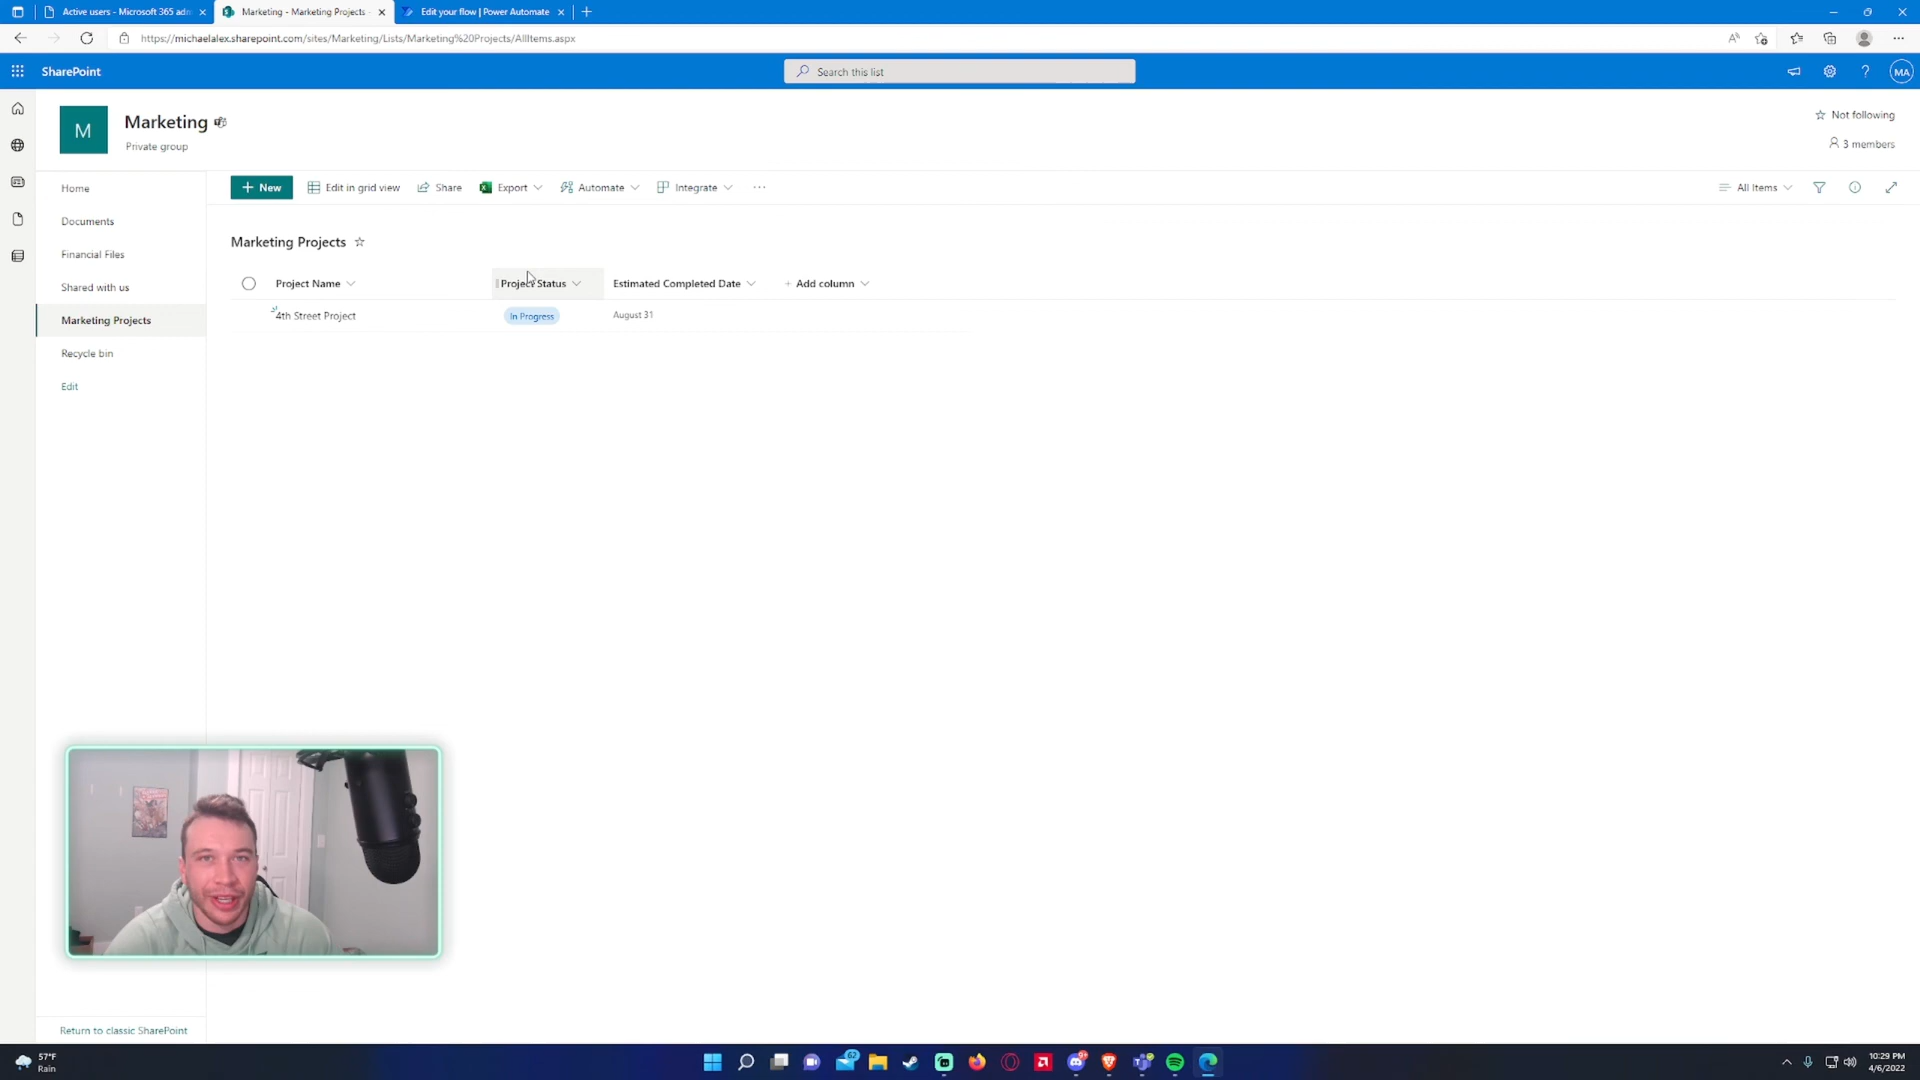 Active users - Microsoft 365 adm
Marketing - Marketing Projects
Edit your flow | Power Automate
https://michaelalex.sharepoint.com/sites/Marketing/Lists/Marketing%20Projects/AllItems.aspx
SharePoint
Search this list
MA
M
Marketing
Private group
Not following
3 members
Home
Documents
Financial Files
Shared with us
Marketing Projects
Recycle bin
Edit
New
Edit in grid view
Share
Export
Automate
Integrate
All Items
Marketing Projects
Project Name
Project Status
Estimated Completed Date
Add column
4th Street Project
In Progress
August 31
Return to classic SharePoint
57°F
Rain
62
9+
10:29 PM
4/6/2022